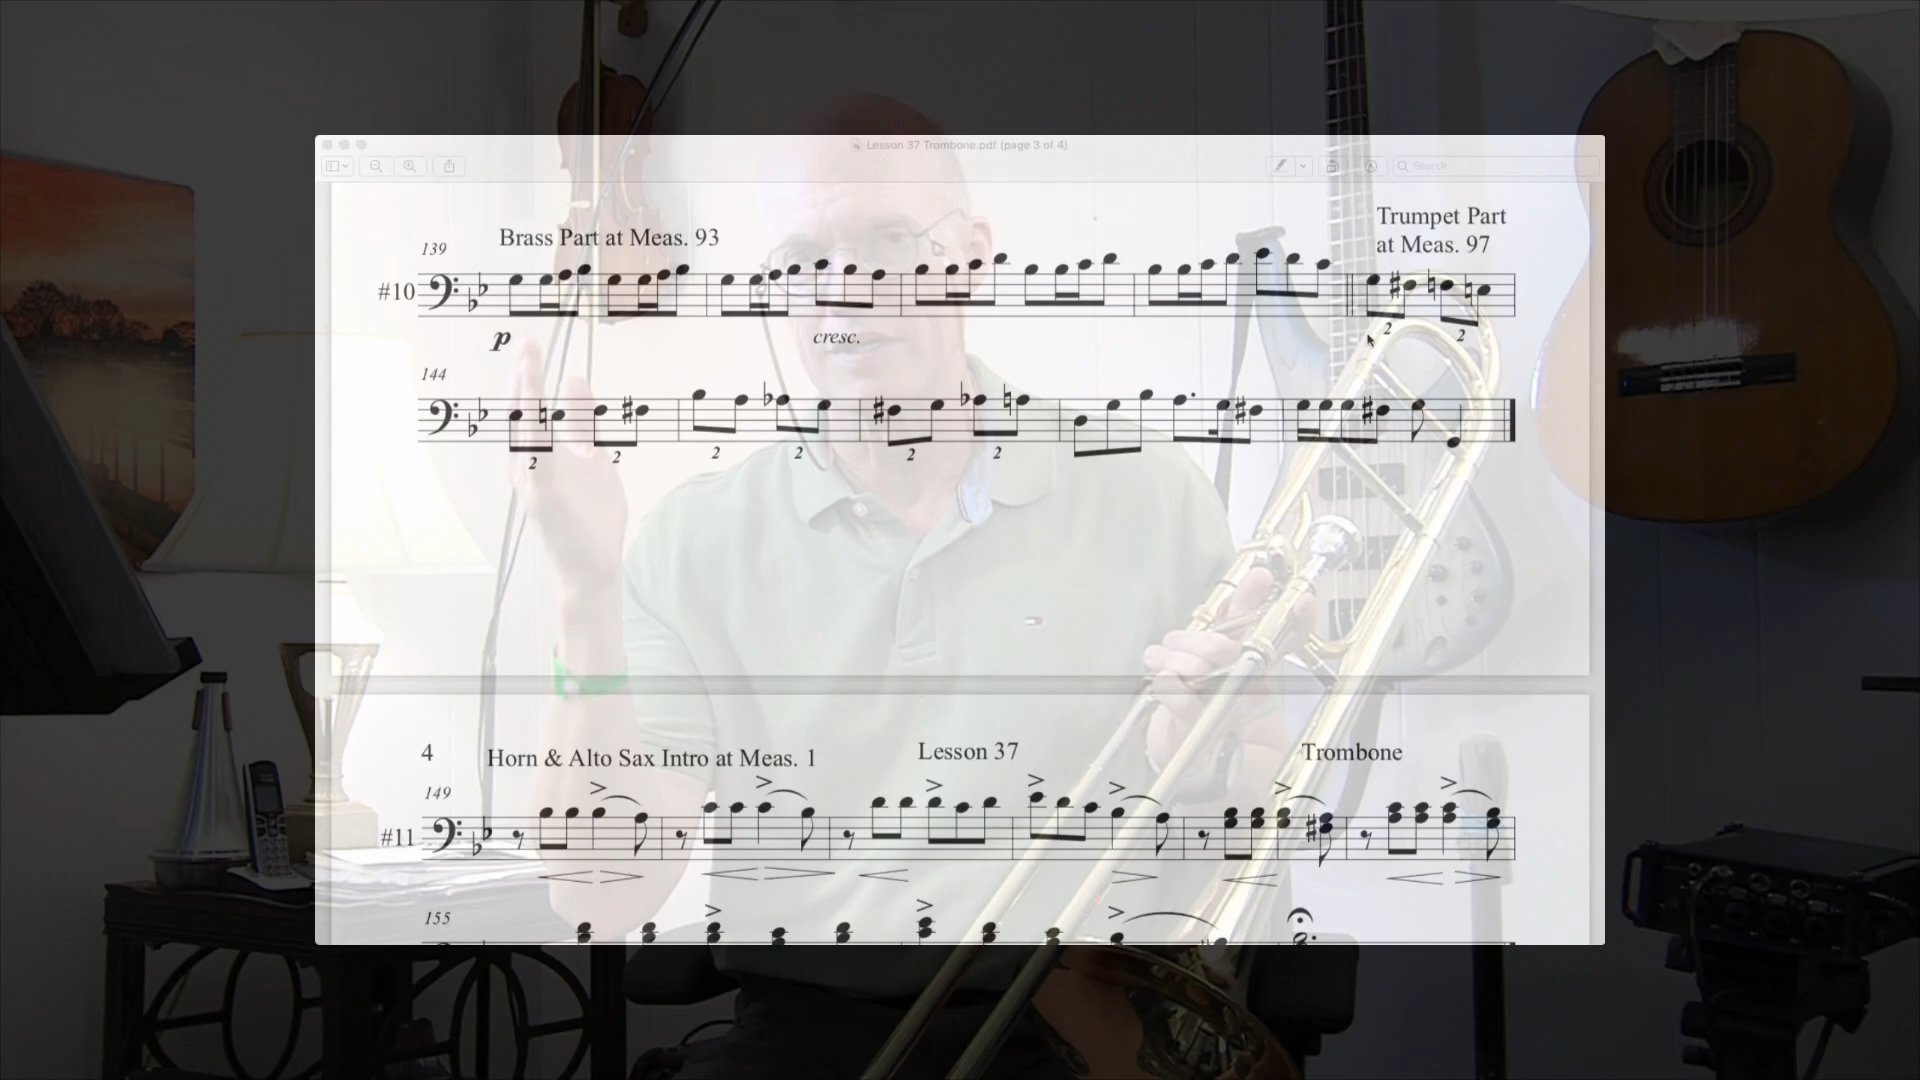 Lesson 37 Trombone.pdf (page 3 of 4)
Search
Trumpet Part
at Meas. 97
Brass Part at Meas. 93
139
#10
2
2
p
cresc.
144
2
2
2
2
2
2
4
Horn & Alto Sax Intro at Meas. 1
Lesson 37
Trombone
149
#11
155